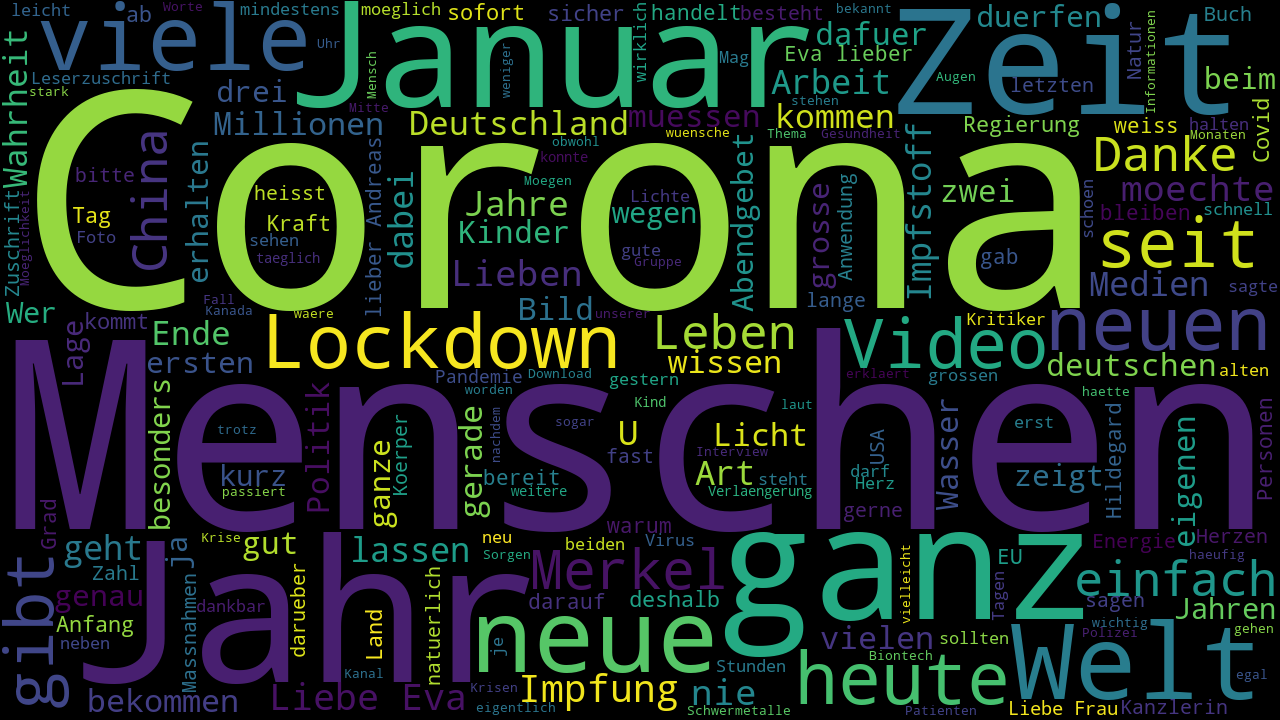 leicht ab mindestens moeglich sofort sicher handelt besteht bekannt duerfen Buch
Worte
viele Januar Zeit
Uhr
dafuer
Leserzuschrift
stark
Mensch
weniger
wirklich
Mag
Eva lieber
Arbeit
Augen
letzten
Natur
Informationen
beim
Wahrheit
drei
Mitte
stehen
Millionen
Deutschland
muessen
kommen
wuensche
Thema
Gesundheit
Regierung
weiss
halten
Monaten
Covid
obwohl
konnte
Corona
china
bitte
erhalten
heisst
Kraft
Tag
Foto
sehen
taeglich
Zuschrift
Moeglichkeit
lieber Andreas
dabei
Jahre
Kinder
Moegen
Lichte
wegen
gute
Gruppe
Abendgebet
grosse
Anwendung
Impfstoff
zwei
gab
Danke
moechte
bleiben
schnell
schoen
seit
Lieben
Bild
lange
Medien
sagte
Wer
kommt
Fall
Kanada
waere
unserer
Lage
Ende
ersten
Lockdown
Leben
wissen
Video
Kritiker
neuen
deutschen
alten
Pandemie
Download
worden
gestern
erklaert
grossen
haette
Menschen
besonders
trotz
kurz
passiert
Politik
ganze
Koerper
gerade
nachdem
sogar
bereit
weitere
Kind
U
fast
laut
Licht
Interview
Art
steht
Verlaengerung
USA
darf
Herz
gerne
Wasser
erst
zeigt
Hildegard
eigenen
Personen
Grad
warum
geht
Zahl
ja
Krise
gut
lassen
neu
Sorgen
beiden
Virus
Merkel
ganz
EU
Energie
Herzen
haeufig
einfach
gibt
genau
Anfang
neben
Massnahmen
dankbar
Jahr
darueber
Land
natuerlich
darauf
deshalb
vielleicht
Tagen
sagen
Jahren
wichtig
Polizei
gehen
neue
je
vielen
sollten
Biontech
Stunden
Welt
egal
bekommen
Liebe Eva
Kanal
Krisen
eigentlich
Impfung
nie
Schwermetalle
heute
Patienten
Liebe Frau
Kanzlerin